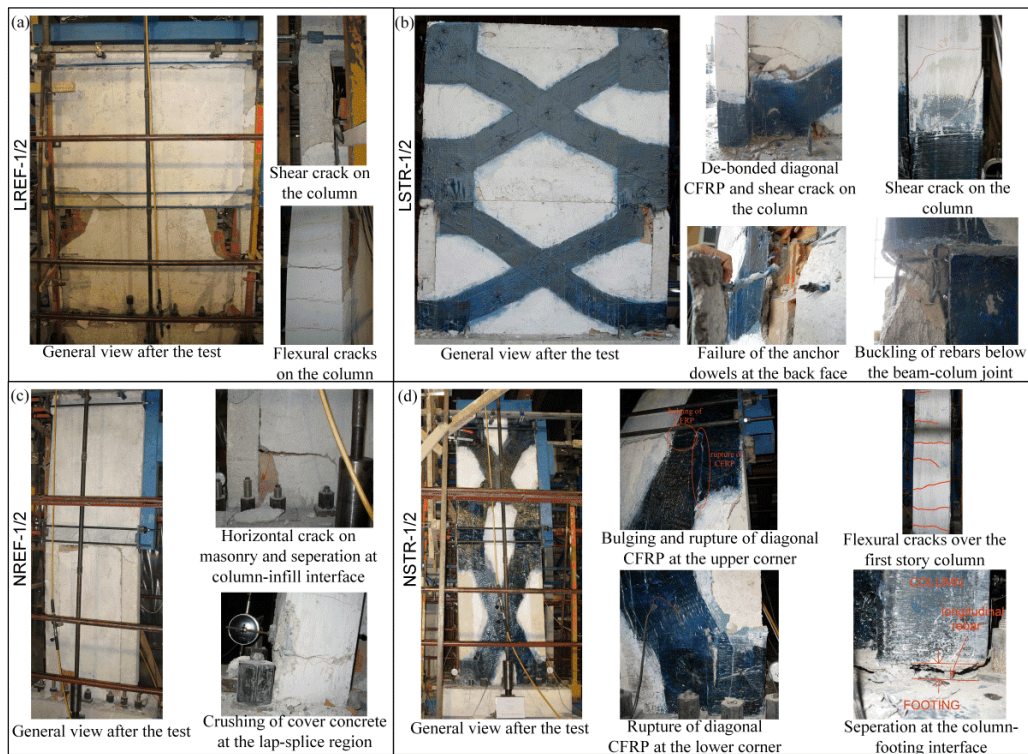 (a)
LREF-1/2
General view after the test
Shear crack on
the column
Flexural cracks
on the column
(b)
LSTR-1/2
General view after the test
De-bonded diagonal
CFRP and shear crack on
the column
Shear crack on the
column
Failure of the anchor
dowels at the back face
Buckling of rebars below
the beam-colum joint
(c)
NREF-1/2
General view after the test
Horizontal crack on
masonry and seperation at
column-infill interface
Crushing of cover concrete
at the lap-splice region
(d)
NSTR-1/2
General view after the test
Bulging of
CFRP
rupture of
CFRP
Bulging and rupture of diagonal
CFRP at the upper corner
Flexural cracks over the
first story column
Rupture of diagonal
CFRP at the lower corner
COLUMN
longitudinal
rebar
FOOTING
Seperation at the column-
footing interface